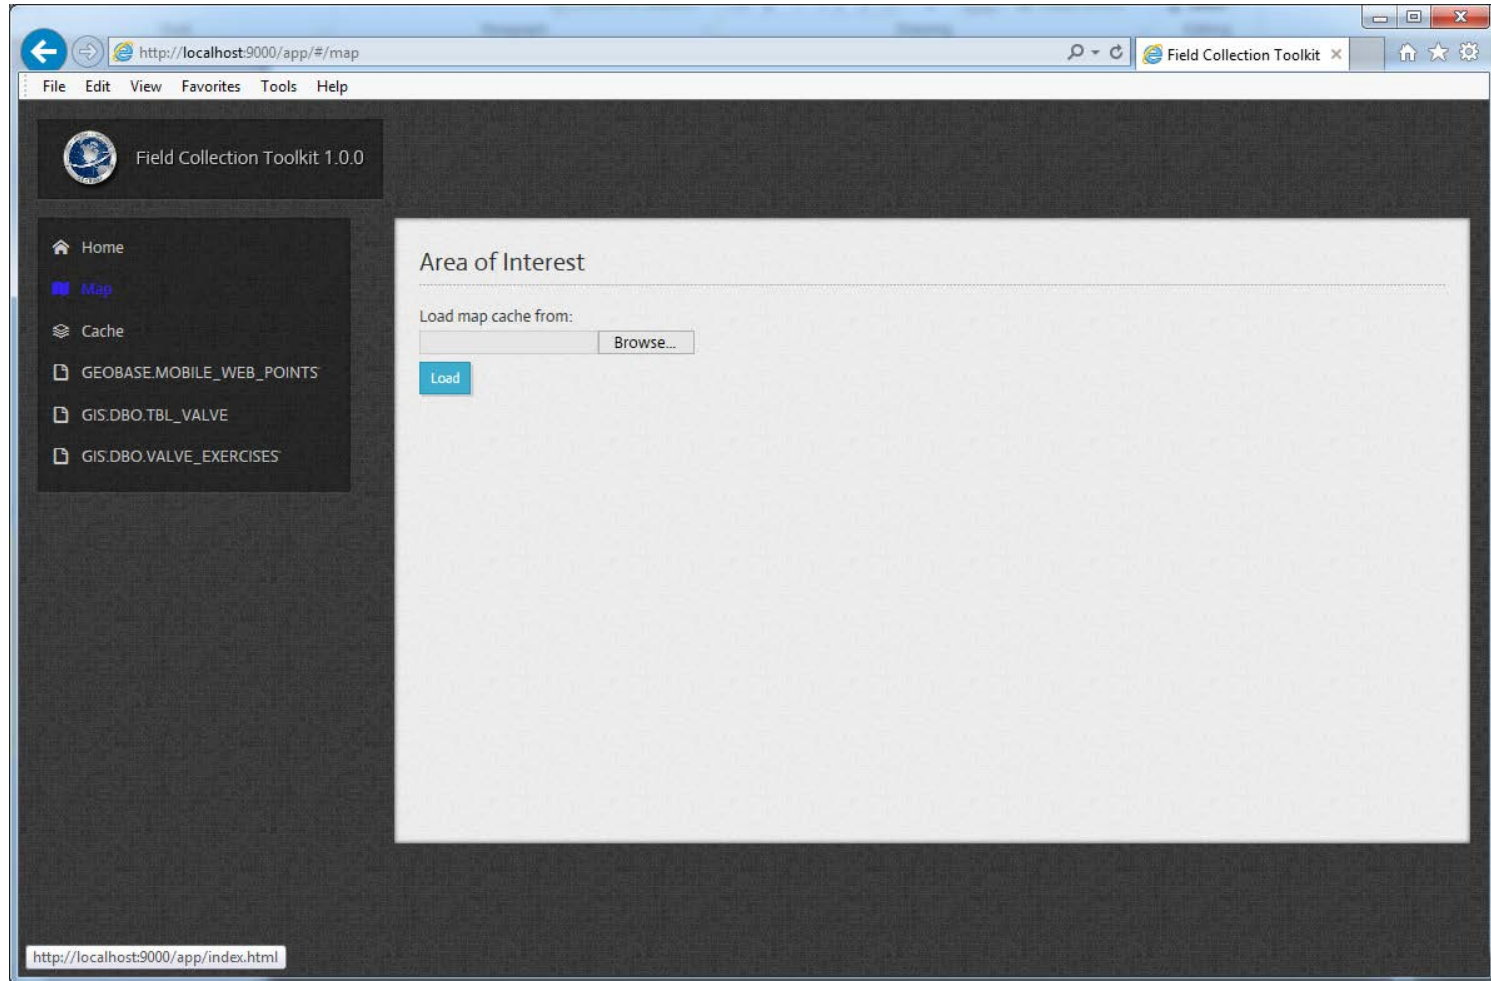 http://localhost:9000/app/#/map
Field Collection Toolkit
File Edit View Favorites Tools Help
Field Collection Toolkit 1.0.0
Home
Map
Cache
GEOBASE.MOBILE_WEB_POINTS
GIS.DBO.TBL_VALVE
GIS.DBO.VALVE_EXERCISES
Area of Interest
Load map cache from:
Browse...
Load
http://localhost:9000/app/index.html